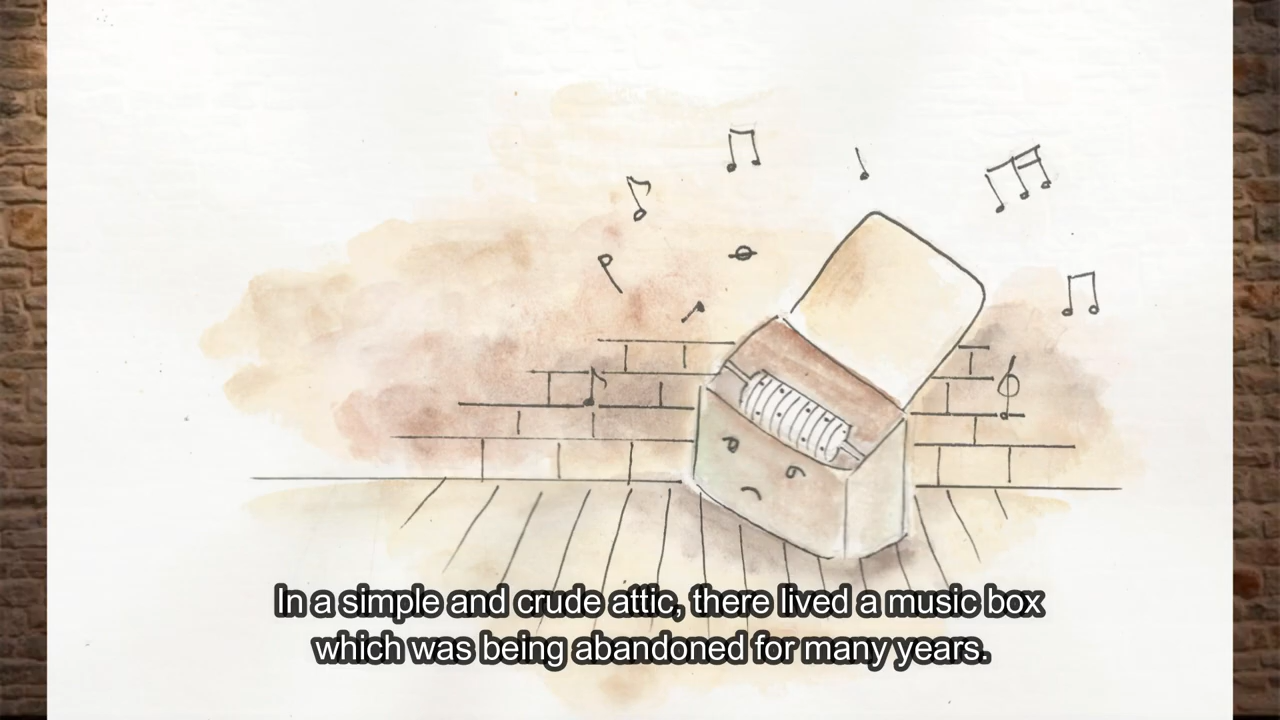 In a simple and crude attic, there lived a music box
which was being abandoned for many years.